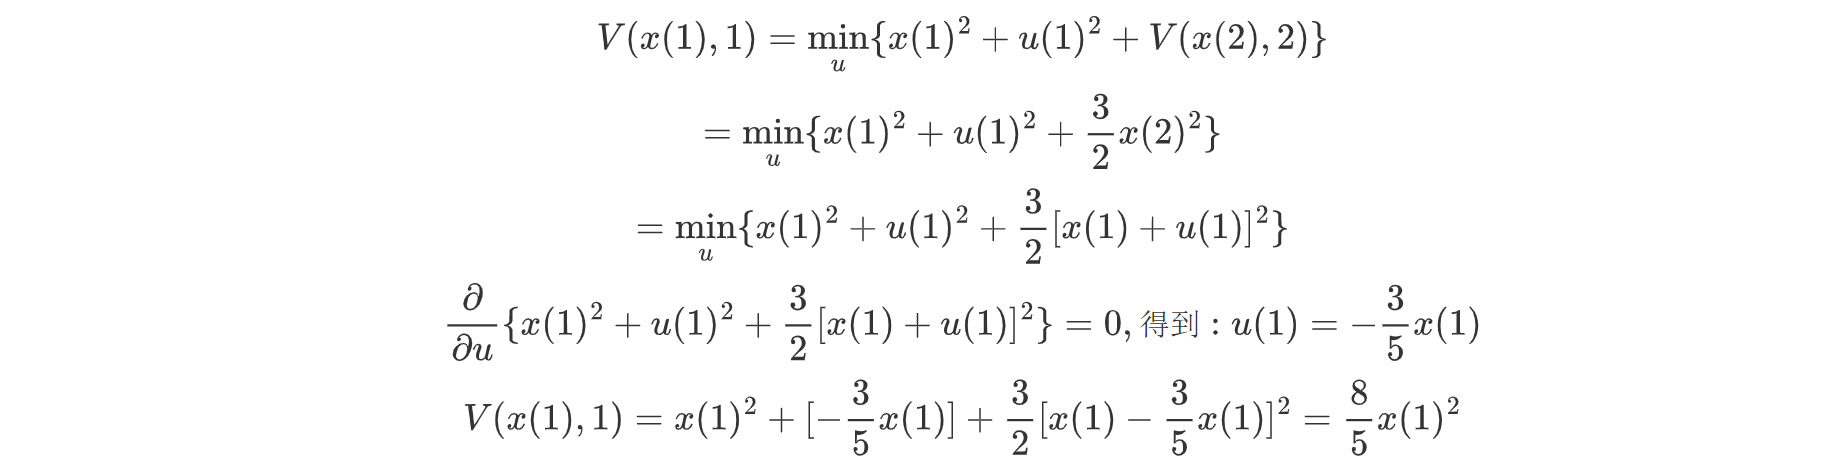 V(x(1), 1) = min_u{x(1)² + u(1)² + V(x(2), 2)}
= min_u{x(1)² + u(1)² + 3/2 x(2)²}
= min_u{x(1)² + u(1)² + 3/2 [x(1) + u(1)]²}
∂/∂u {x(1)² + u(1)² + 3/2 [x(1) + u(1)]²} = 0, 得到 : u(1) = −3/5 x(1)
V(x(1), 1) = x(1)² + [−3/5 x(1)] + 3/2 [x(1) − 3/5 x(1)]² = 8/5 x(1)²